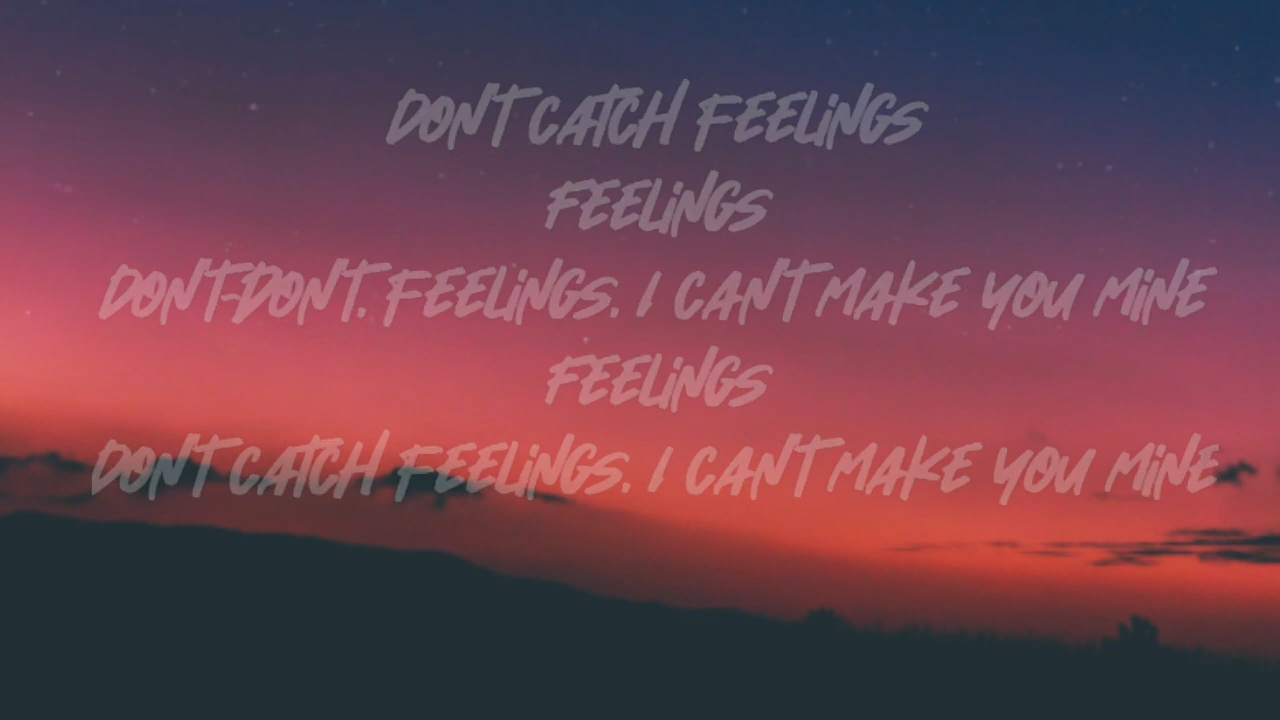 DON'T CATCH FEELiNGS
FEELiNGS
DON'T-DON'T. FEELiNGS. I CAN'T MAKE YOU MiNE
FEELiNGS
DON'T CATCH FEELiNGS. I CAN'T MAKE YOU MiNE